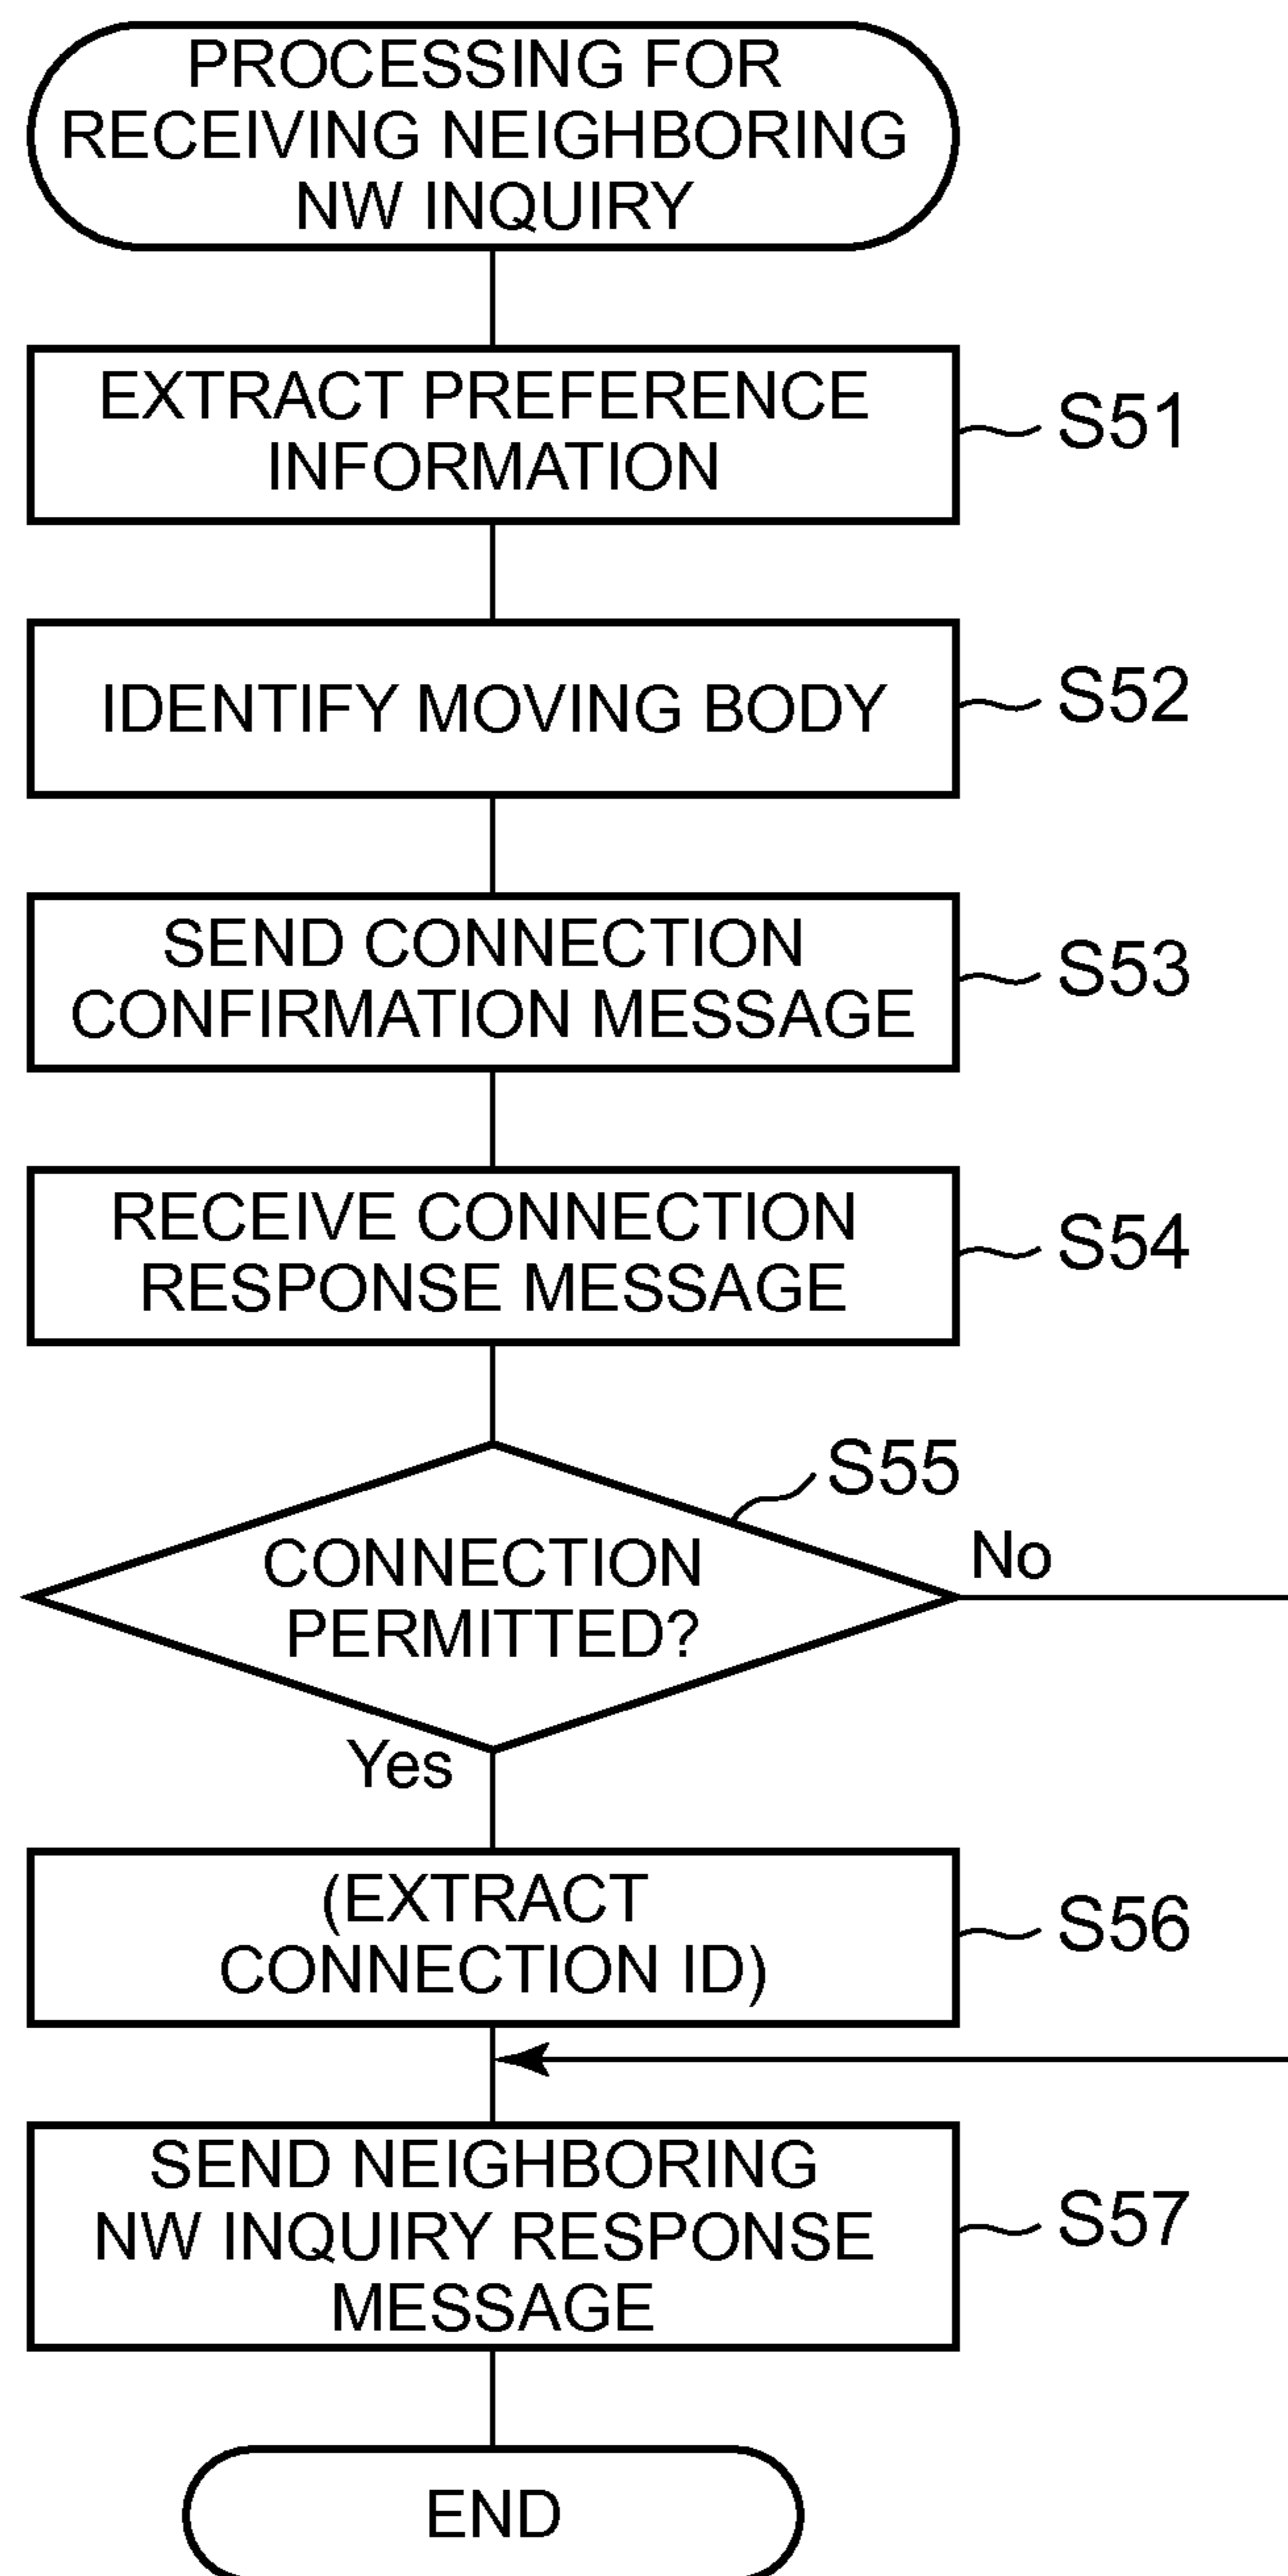 PROCESSING FOR
RECEIVING NEIGHBORING
NW INQUIRY
EXTRACT PREFERENCE
INFORMATION
S51
IDENTIFY MOVING BODY
S52
SEND CONNECTION
CONFIRMATION MESSAGE
S53
RECEIVE CONNECTION
RESPONSE MESSAGE
S54
S55
CONNECTION
PERMITTED?
No
Yes
(EXTRACT
CONNECTION ID)
S56
SEND NEIGHBORING
NW INQUIRY RESPONSE
MESSAGE
S57
END